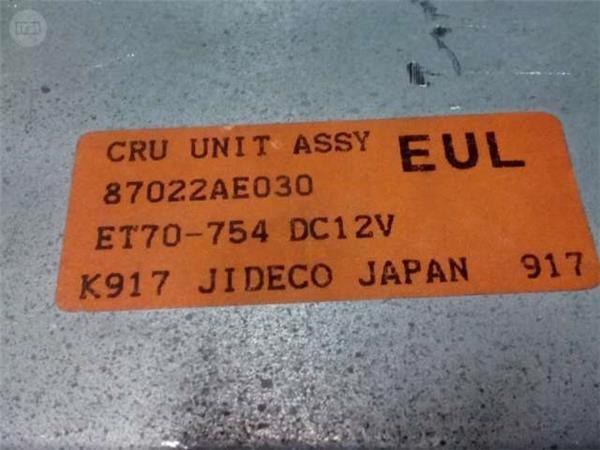 CRU UNIT ASSY EUL
87022AE030
ET70-754 DC12V
K917 JIDECO JAPAN 917